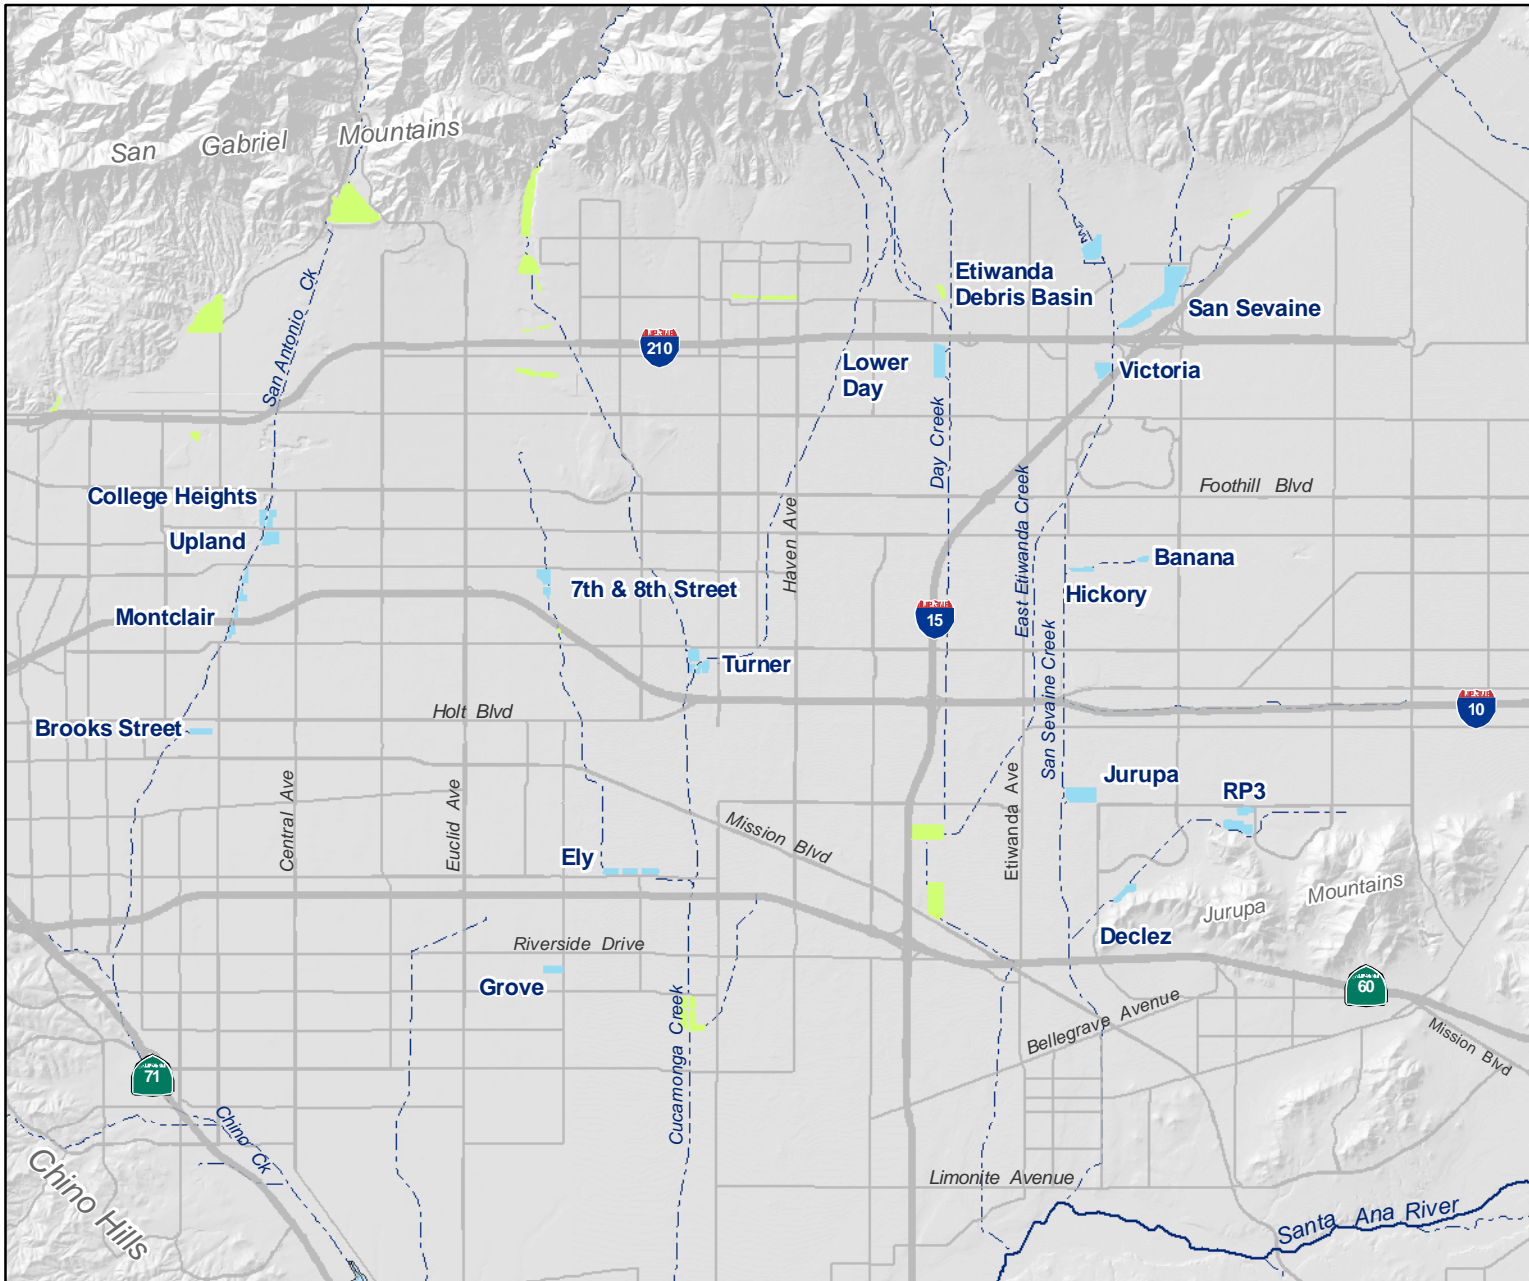 San Gabriel Mountains
San Antonio Ck
Etiwanda
Debris Basin
San Sevaine
210
Lower
Day
Victoria
Day Creek
College Heights
Upland
Foothill Blvd
East Etiwanda Creek
Haven Ave
Banana
7th & 8th Street
Hickory
Montclair
15
San Sevaine Creek
Turner
Holt Blvd
10
Brooks Street
Jurupa
RP3
Central Ave
Euclid Ave
Etiwanda Ave
Mission Blvd
Ely
Jurupa Mountains
Declez
Riverside Drive
Grove
60
Cucamonga Creek
Bellegrave Avenue
Mission Blvd
71
Chino Ck
Chino Hills
Limonite Avenue
Santa Ana River